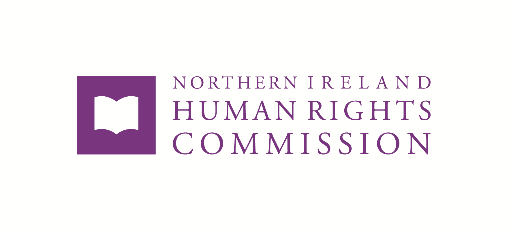 NORTHERN IRELAND
HUMAN RIGHTS
COMMISSION